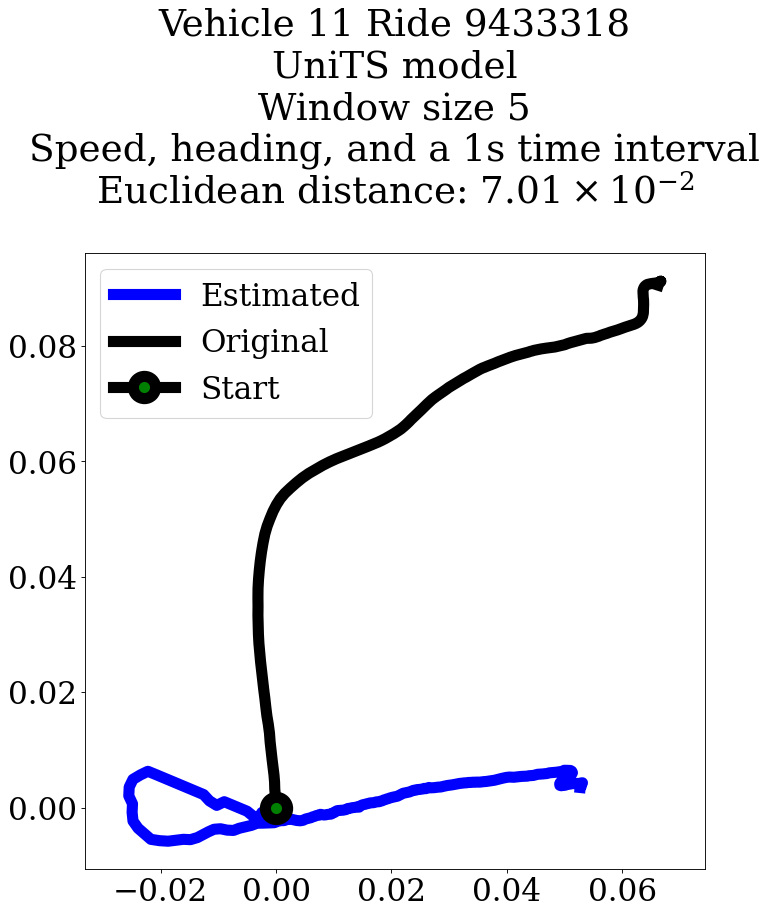 Vehicle 11 Ride 9433318
UniTS model
Window size 5
Speed, heading, and a 1s time interval
Euclidean distance: 7.01 × 10⁻²
Estimated
Original
Start
0.08
0.06
0.04
0.02
0.00
−0.02 0.00 0.02 0.04 0.06